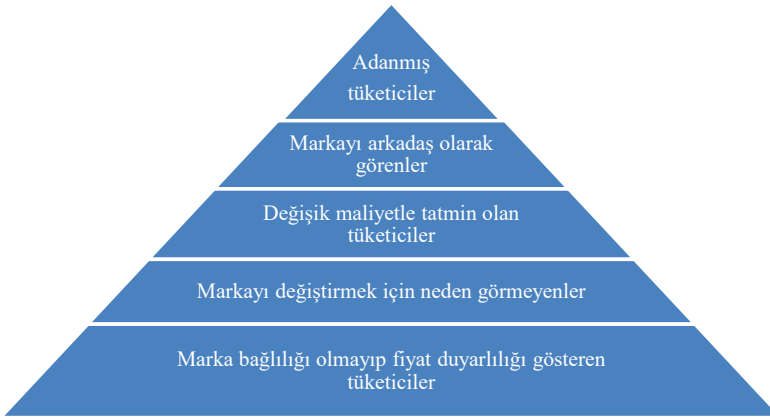 Adanmış
tüketiciler
Markayı arkadaş olarak
görenler
Değişik maliyetle tatmin olan
tüketiciler
Markayı değiştirmek için neden görmeyenler
Marka bağlılığı olmayıp fiyat duyarlılığı gösteren
tüketiciler